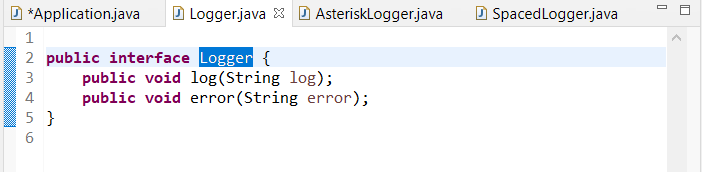 *Application.java Logger.java AsteriskLogger.java SpacedLogger.java
1
2 public interface Logger {
3     public void log(String log);
4     public void error(String error);
5 }
6